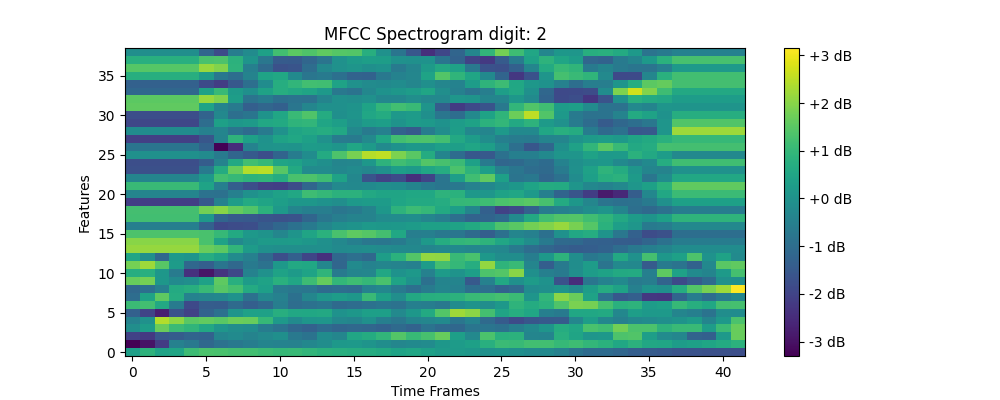 MFCC Spectrogram digit: 2
Features
35
30
25
20
15
10
5
0
0 5 10 15 20 25 30 35 40
Time Frames
+3 dB
+2 dB
+1 dB
+0 dB
-1 dB
-2 dB
-3 dB